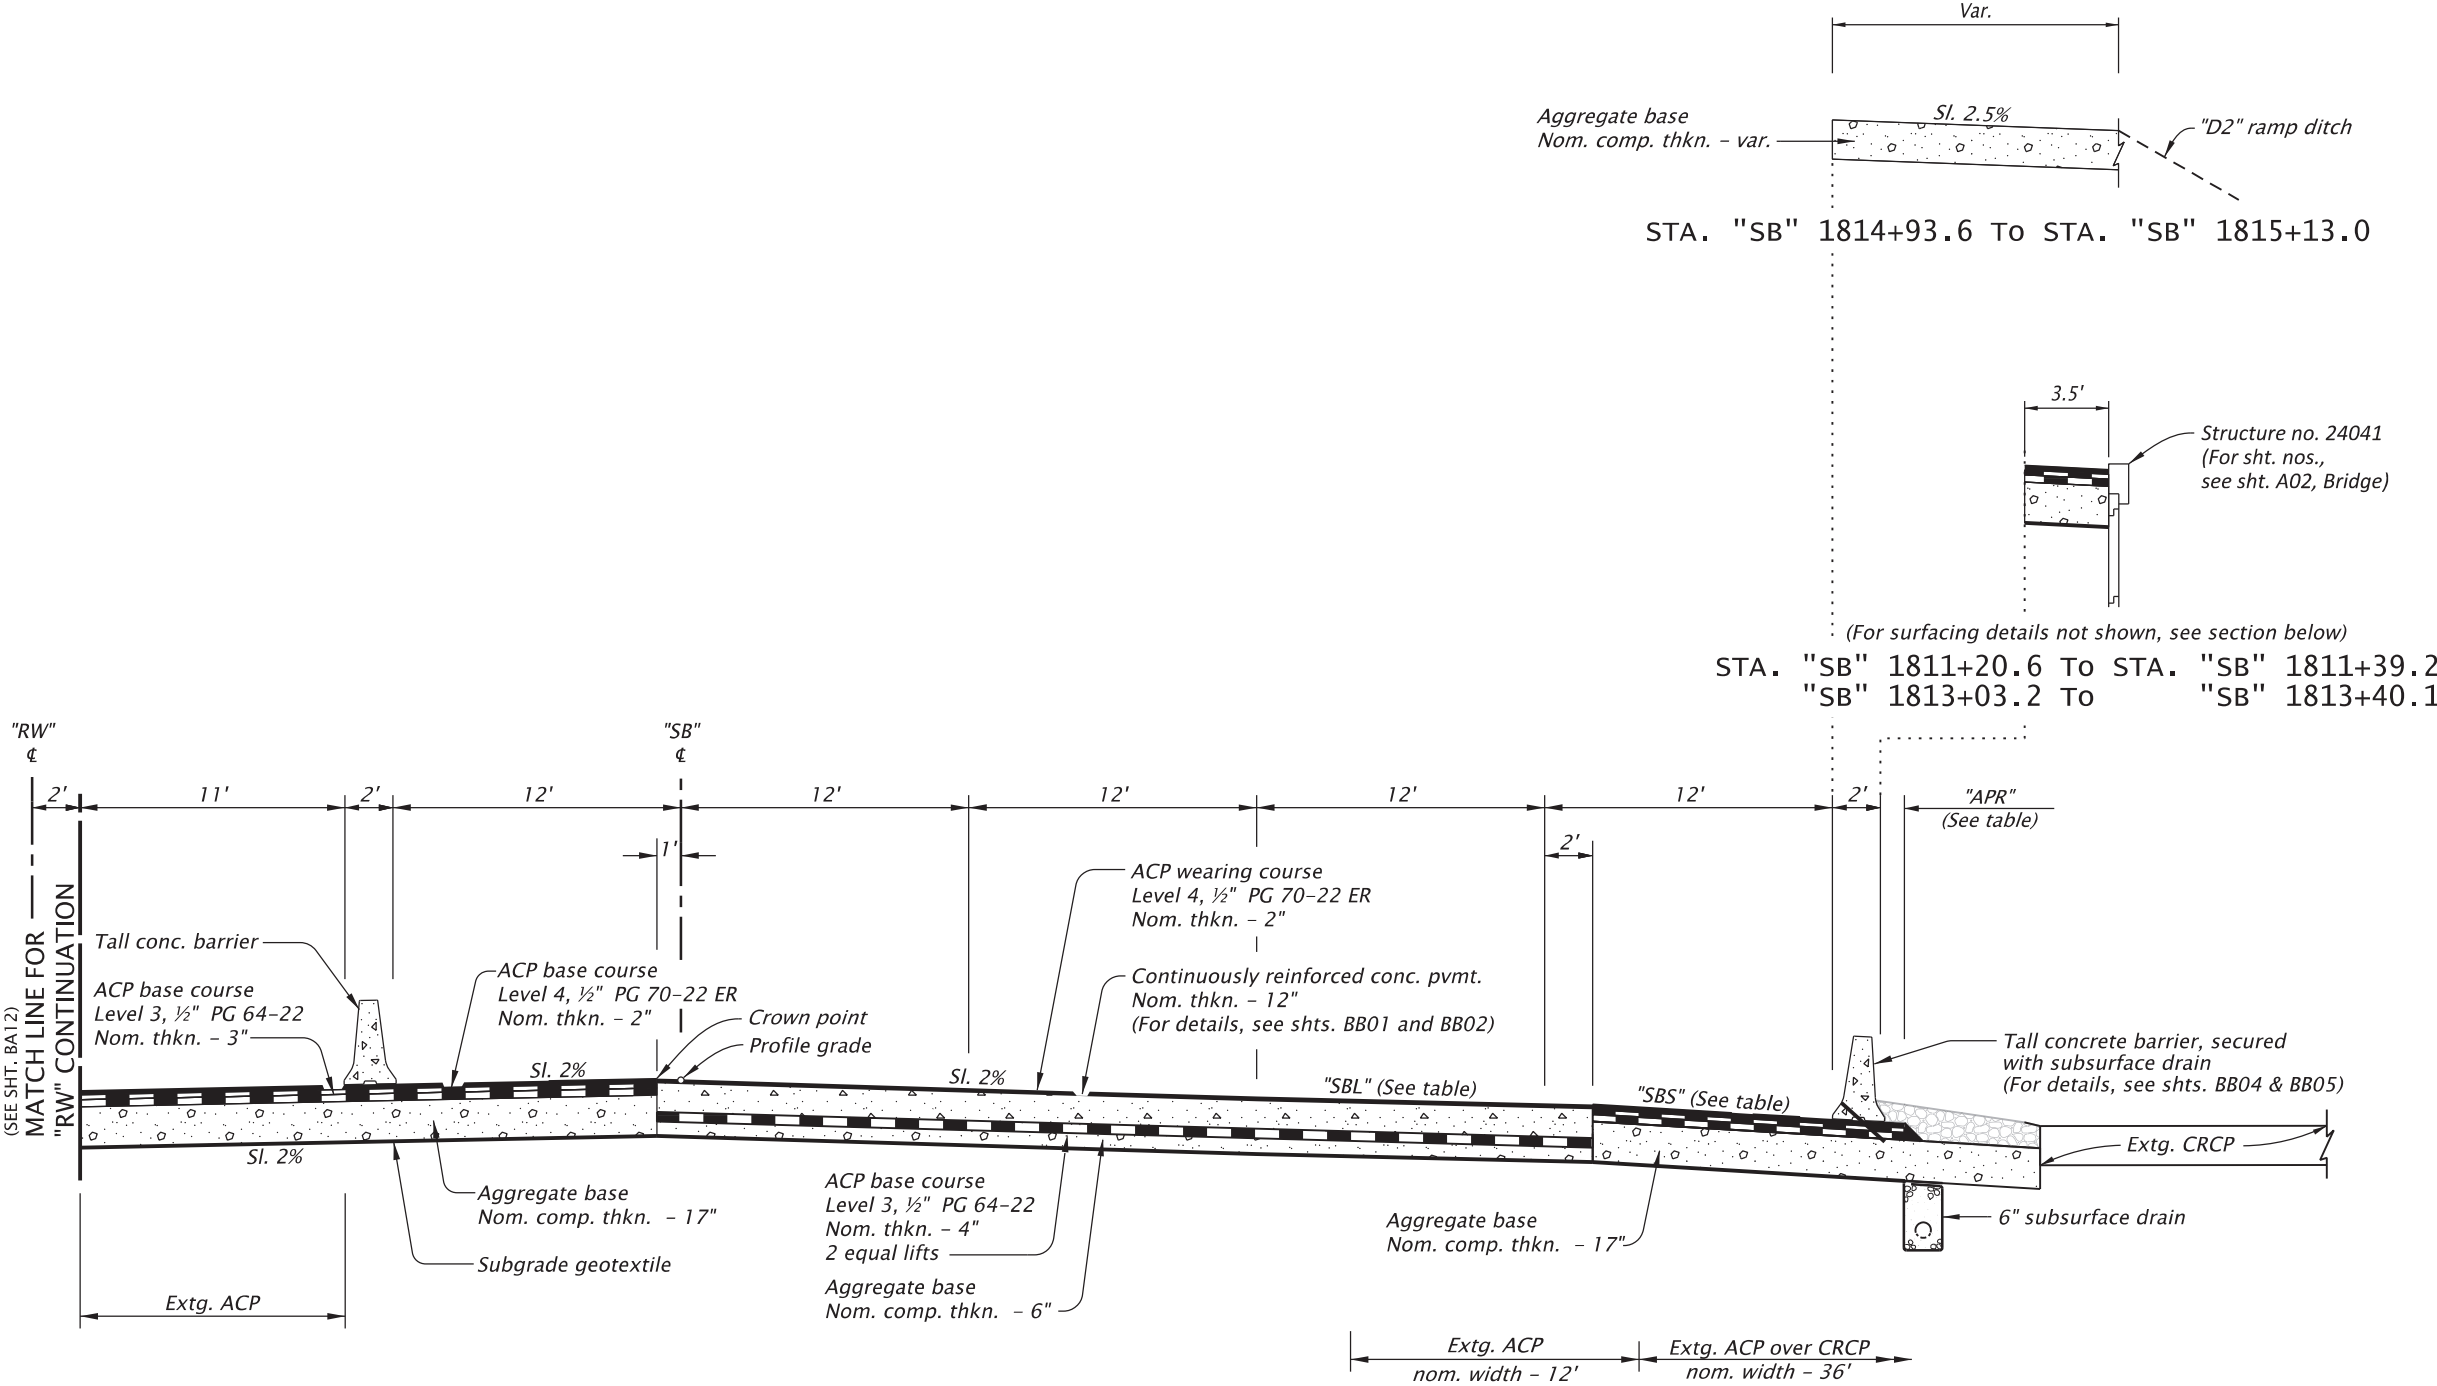 Var.
Aggregate base
Nom. comp. thkn. – var.
Sl. 2.5%
"D2" ramp ditch
STA. "SB" 1814+93.6 To STA. "SB" 1815+13.0
3.5'
Structure no. 24041
(For sht. nos.,
see sht. A02, Bridge)
(For surfacing details not shown, see section below)
STA. "SB" 1811+20.6 To STA. "SB" 1811+39.2
"SB" 1813+03.2 To "SB" 1813+40.1
"RW"
℄
"SB"
℄
2'
11'
2'
12'
12'
12'
12'
12'
2'
"APR"
(See table)
1'
2'
(SEE SHT. BA12)
MATCH LINE FOR
"RW" CONTINUATION
Tall conc. barrier
ACP base course
Level 3, ½" PG 64–22
Nom. thkn. – 3"
ACP base course
Level 4, ½" PG 70–22 ER
Nom. thkn. – 2"
Crown point
Profile grade
ACP wearing course
Level 4, ½" PG 70–22 ER
Nom. thkn. – 2"
Continuously reinforced conc. pvmt.
Nom. thkn. – 12"
(For details, see shts. BB01 and BB02)
Tall concrete barrier, secured
with subsurface drain
(For details, see shts. BB04 & BB05)
Sl. 2%
Sl. 2%
"SBL" (See table)
"SBS" (See table)
Sl. 2%
Extg. CRCP
Aggregate base
Nom. comp. thkn. – 17"
Subgrade geotextile
ACP base course
Level 3, ½" PG 64–22
Nom. thkn. – 4"
2 equal lifts
Aggregate base
Nom. comp. thkn. – 6"
Aggregate base
Nom. comp. thkn. – 17"
6" subsurface drain
Extg. ACP
Extg. ACP
nom. width – 12'
Extg. ACP over CRCP
nom. width – 36'